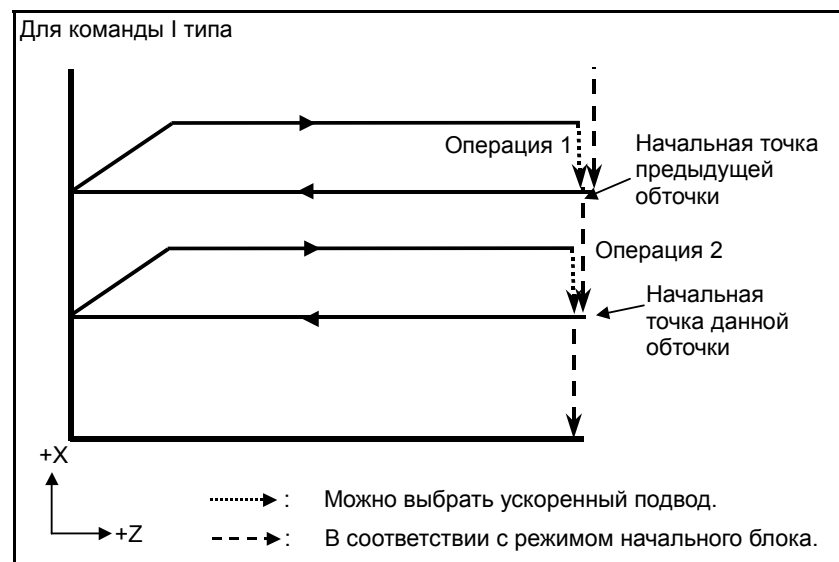 Для команды I типа
Операция 1
Начальная точка
предыдущей
обточки
Операция 2
Начальная
точка данной
обточки
+X
+Z
: Можно выбрать ускоренный подвод.
: В соответствии с режимом начального блока.